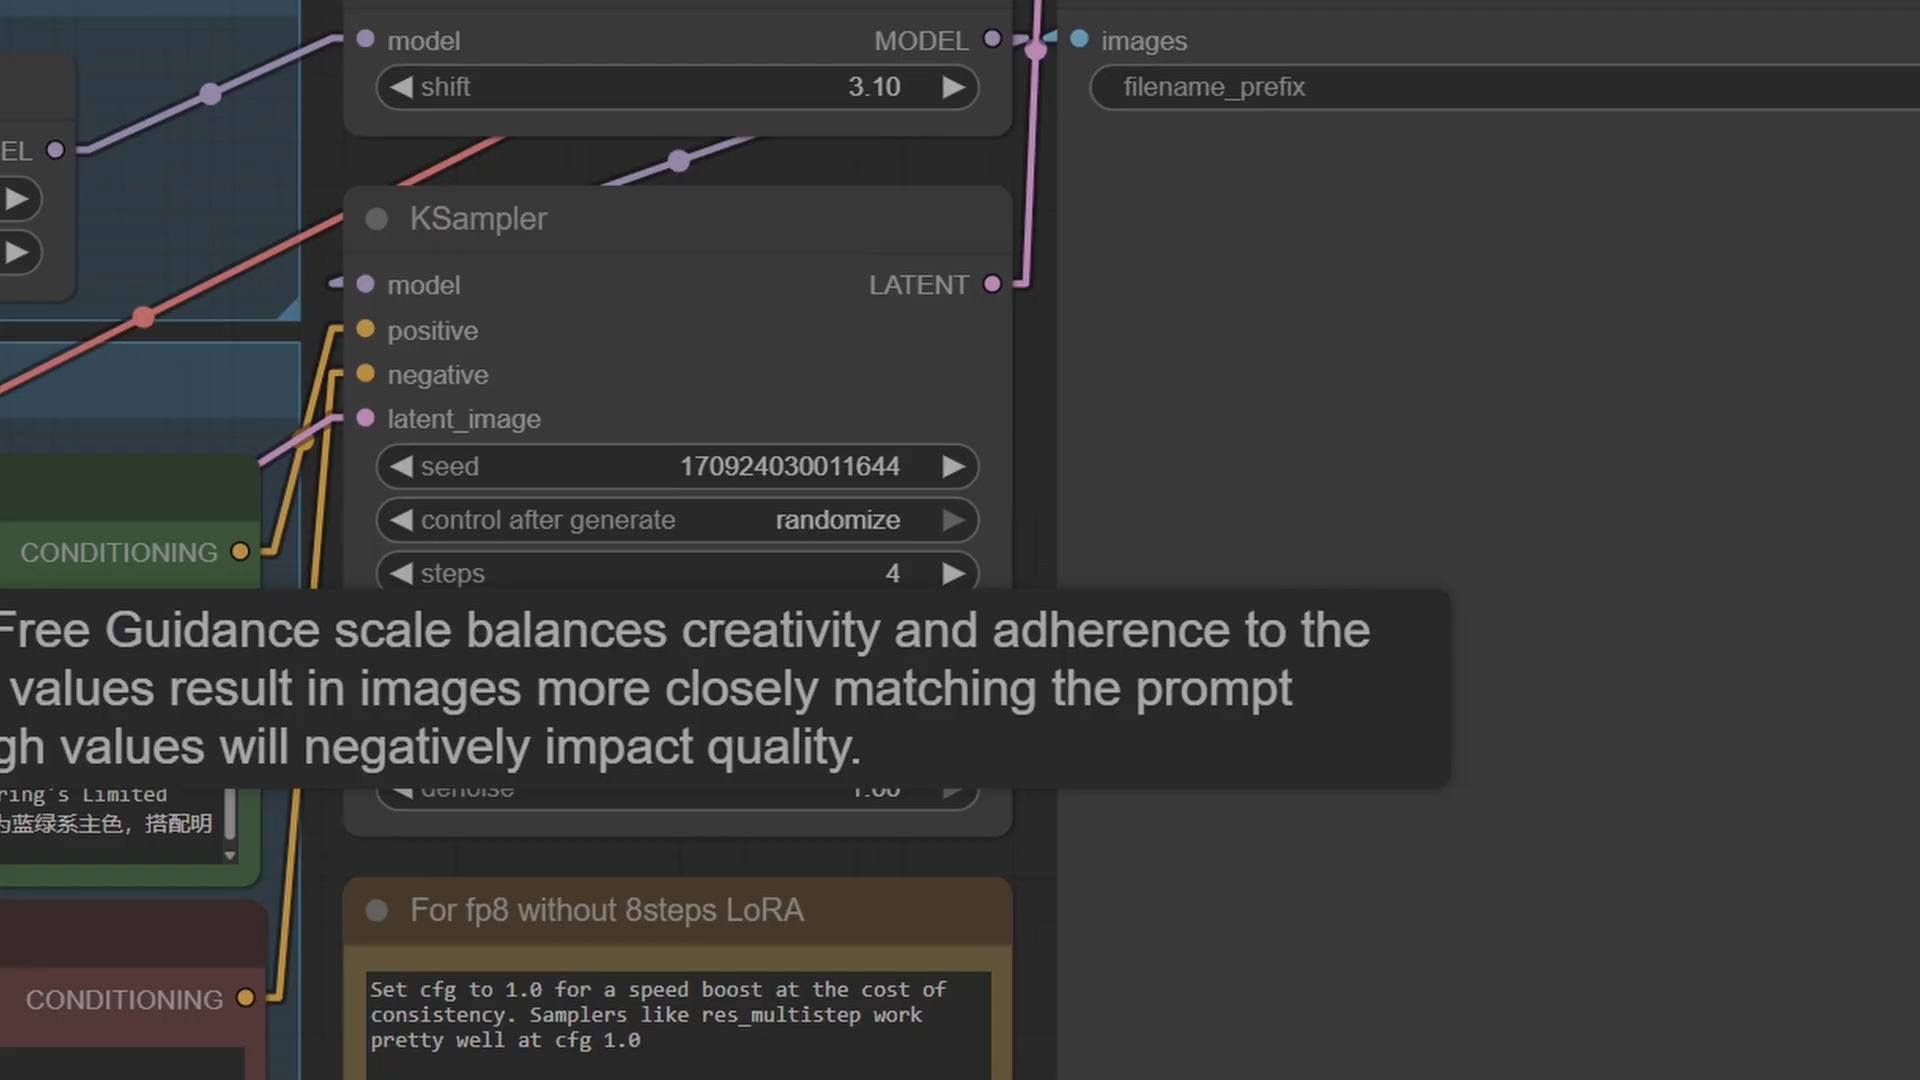 model MODEL
shift 3.10
images
filename_prefix
EL
KSampler
model LATENT
positive
negative
latent_image
seed 170924030011644
control after generate randomize
steps 4
CONDITIONING
Free Guidance scale balances creativity and adherence to the
values result in images more closely matching the prompt
gh values will negatively impact quality.
denoise 1.00
ring's Limited
为蓝绿系主色，搭配明
For fp8 without 8steps LoRA
Set cfg to 1.0 for a speed boost at the cost of
consistency. Samplers like res_multistep work
pretty well at cfg 1.0
CONDITIONING